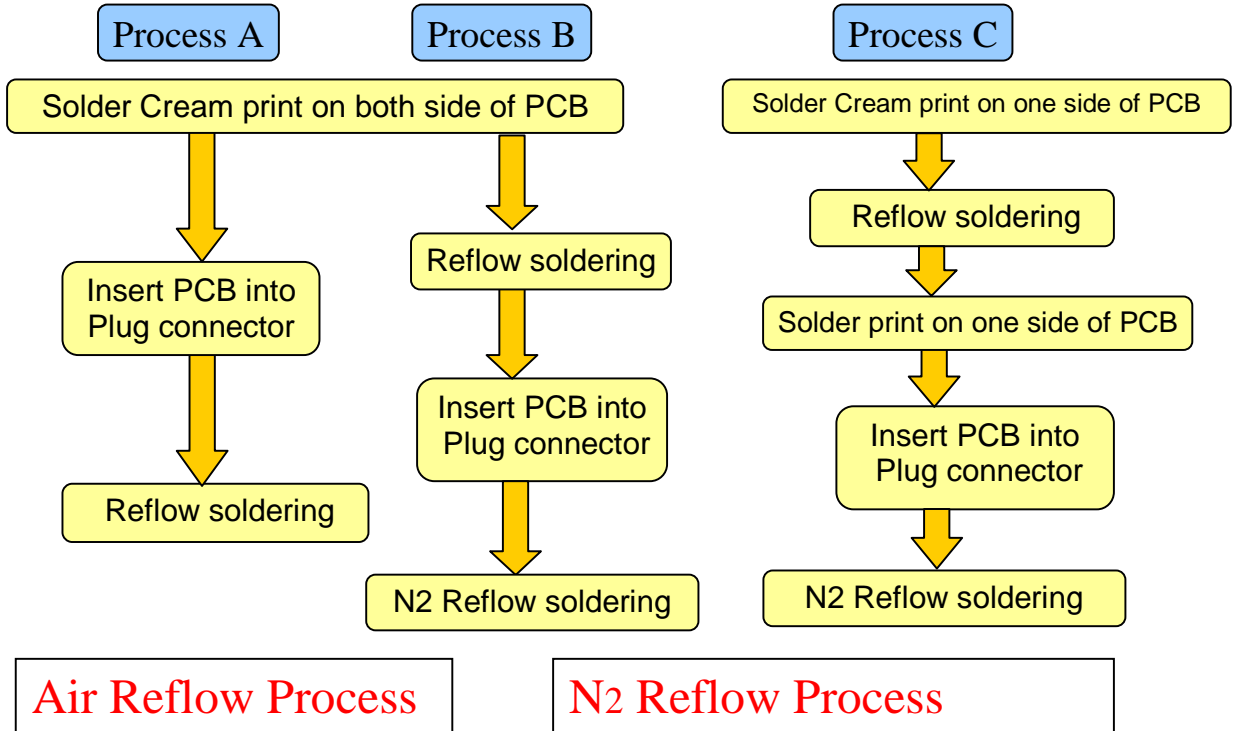 Process A
Process B
Process C
Solder Cream print on both side of PCB
Solder Cream print on one side of PCB
Reflow soldering
Reflow soldering
Insert PCB into
Plug connector
Solder print on one side of PCB
Insert PCB into
Plug connector
Insert PCB into
Plug connector
Reflow soldering
N2 Reflow soldering
N2 Reflow soldering
Air Reflow Process
N2 Reflow Process